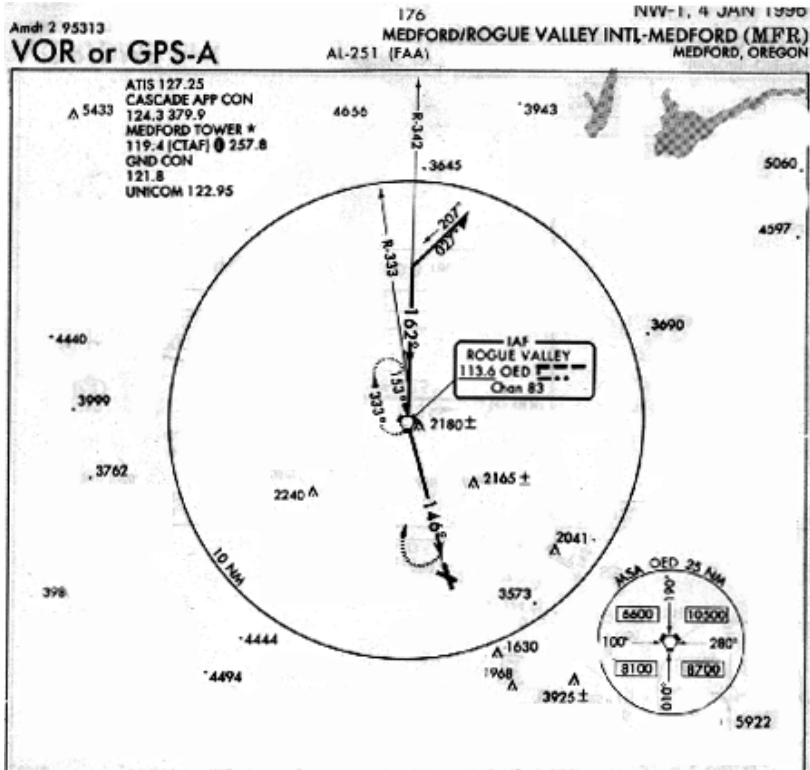 Amdt 2 95313
176
NW-1, 4 JAN 1996
VOR or GPS-A
AL-251 (FAA)
MEDFORD/ROGUE VALLEY INTL-MEDFORD (MFR)
MEDFORD, OREGON
ATIS 127.25
CASCADE APP CON
124.3 379.9
MEDFORD TOWER ★
119.4 (CTAF) 257.8
GND CON
121.8
UNICOM 122.95
5433
4656
3943
R-342
3645
5060
4597
207°
027°
R-333
162°
4440
3690
IAF
ROGUE VALLEY
113.6 OED
Chan 83
153°
333°
3999
2180 ±
3762
2240
2165 ±
146°
2041
10 NM
398
3573
MSA OED 25 NM
190°
6600
10500
100°
280°
8100
8700
010°
4444
1630
4494
1968
3925 ±
5922